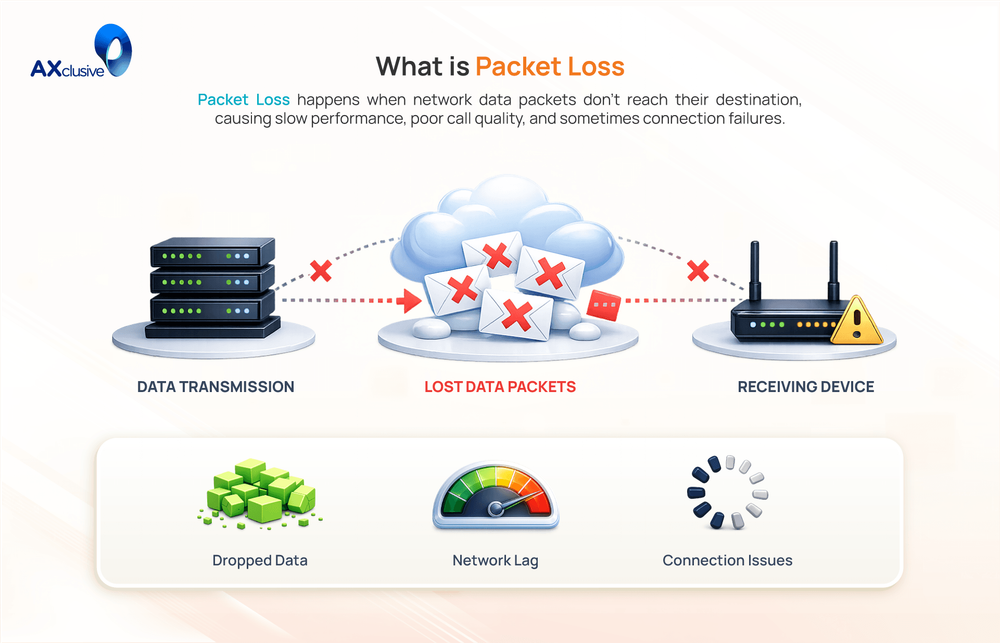 AXclusive
What is Packet Loss
Packet Loss happens when network data packets don't reach their destination,
causing slow performance, poor call quality, and sometimes connection failures.
DATA TRANSMISSION
LOST DATA PACKETS
RECEIVING DEVICE
Dropped Data
Network Lag
Connection Issues